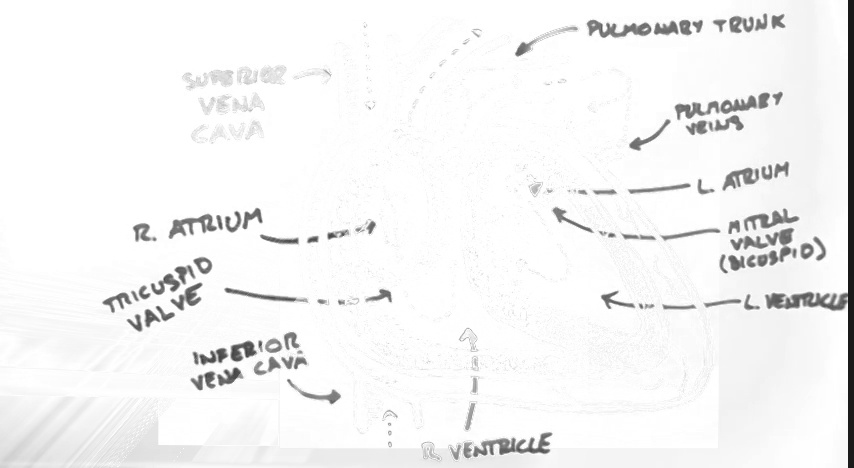 PULMONARY TRUNK
SUPERIOR
VENA
CAVA
PULMONARY
VEINS
L. ATRIUM
R. ATRIUM
MITRAL
VALVE
(BICUSPID)
TRICUSPID
VALVE
L. VENTRICLE
INFERIOR
VENA CAVA
R. VENTRICLE